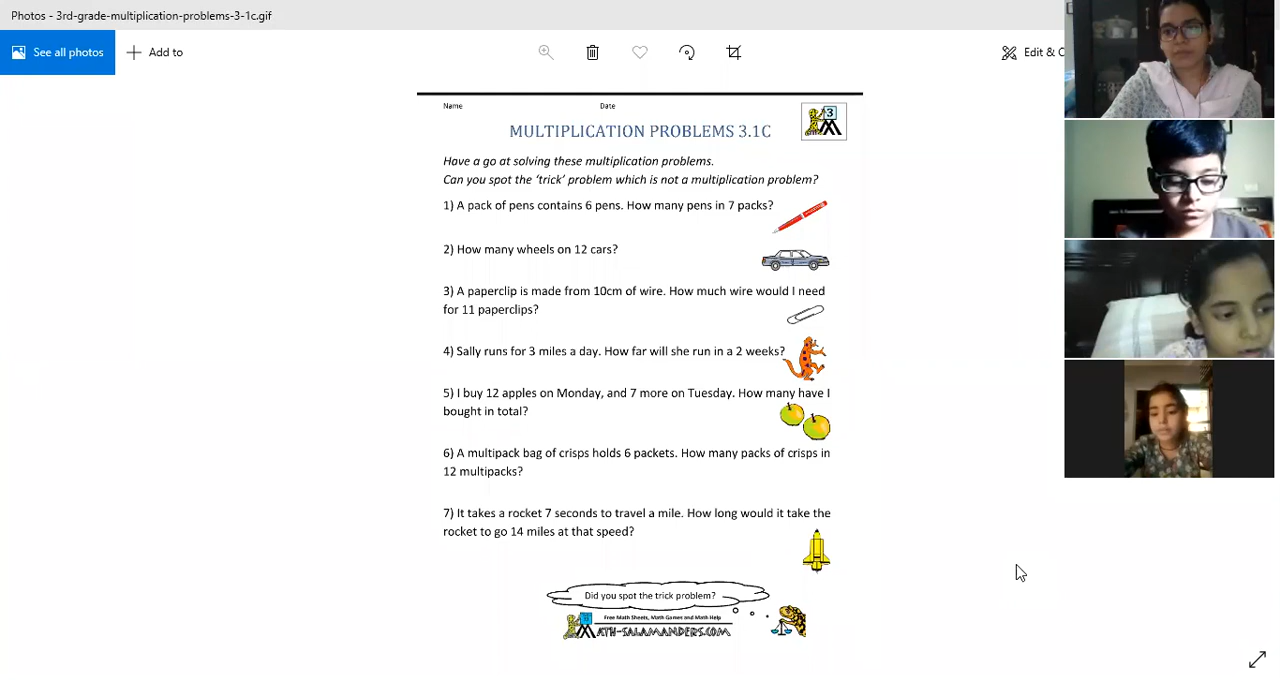 Photos - 3rd-grade-multiplication-problems-3-1c.gif
See all photos
Add to
Edit & C
Name Date
3
MULTIPLICATION PROBLEMS 3.1C
Have a go at solving these multiplication problems.
Can you spot the 'trick' problem which is not a multiplication problem?
1) A pack of pens contains 6 pens. How many pens in 7 packs?
2) How many wheels on 12 cars?
3) A paperclip is made from 10cm of wire. How much wire would I need
for 11 paperclips?
4) Sally runs for 3 miles a day. How far will she run in a 2 weeks?
5) I buy 12 apples on Monday, and 7 more on Tuesday. How many have I
bought in total?
6) A multipack bag of crisps holds 6 packets. How many packs of crisps in
12 multipacks?
7) It takes a rocket 7 seconds to travel a mile. How long would it take the
rocket to go 14 miles at that speed?
Did you spot the trick problem?
Free Math Sheets, Math Games and Math Help
MATH-SALAMANDERS.COM